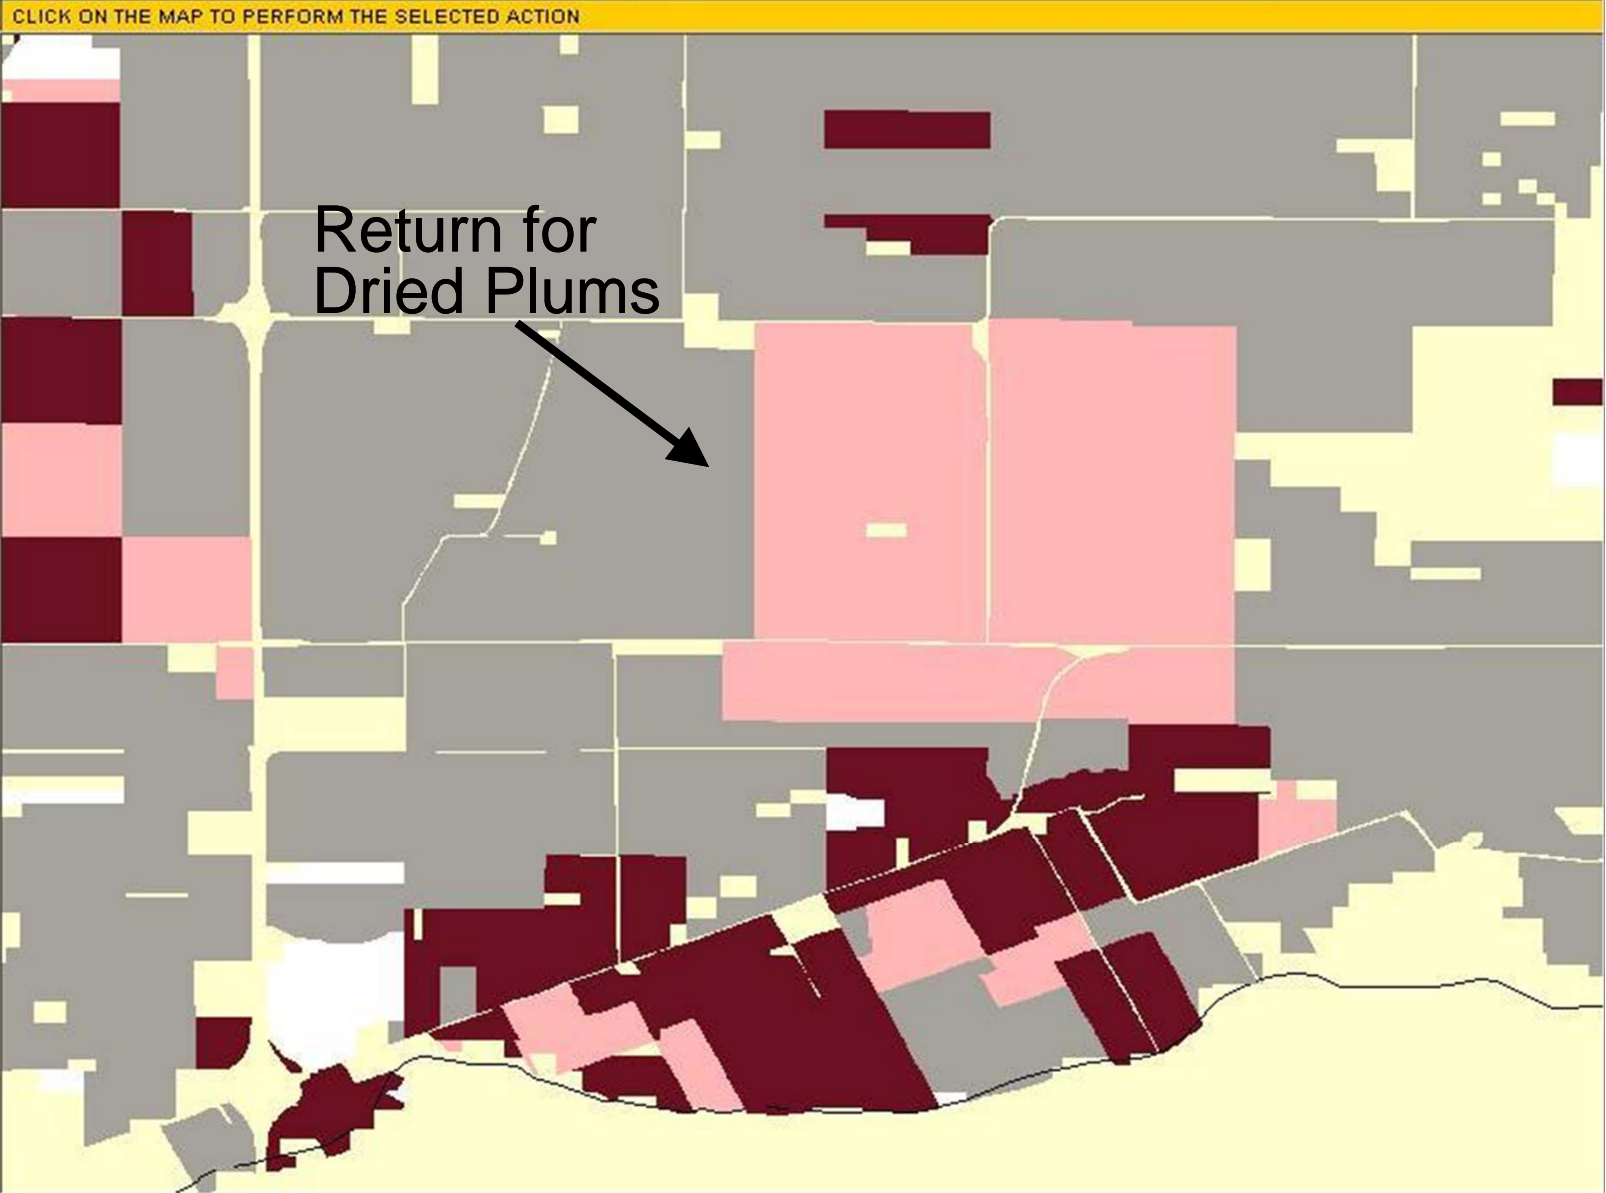 CLICK ON THE MAP TO PERFORM THE SELECTED ACTION
Return for
Dried Plums